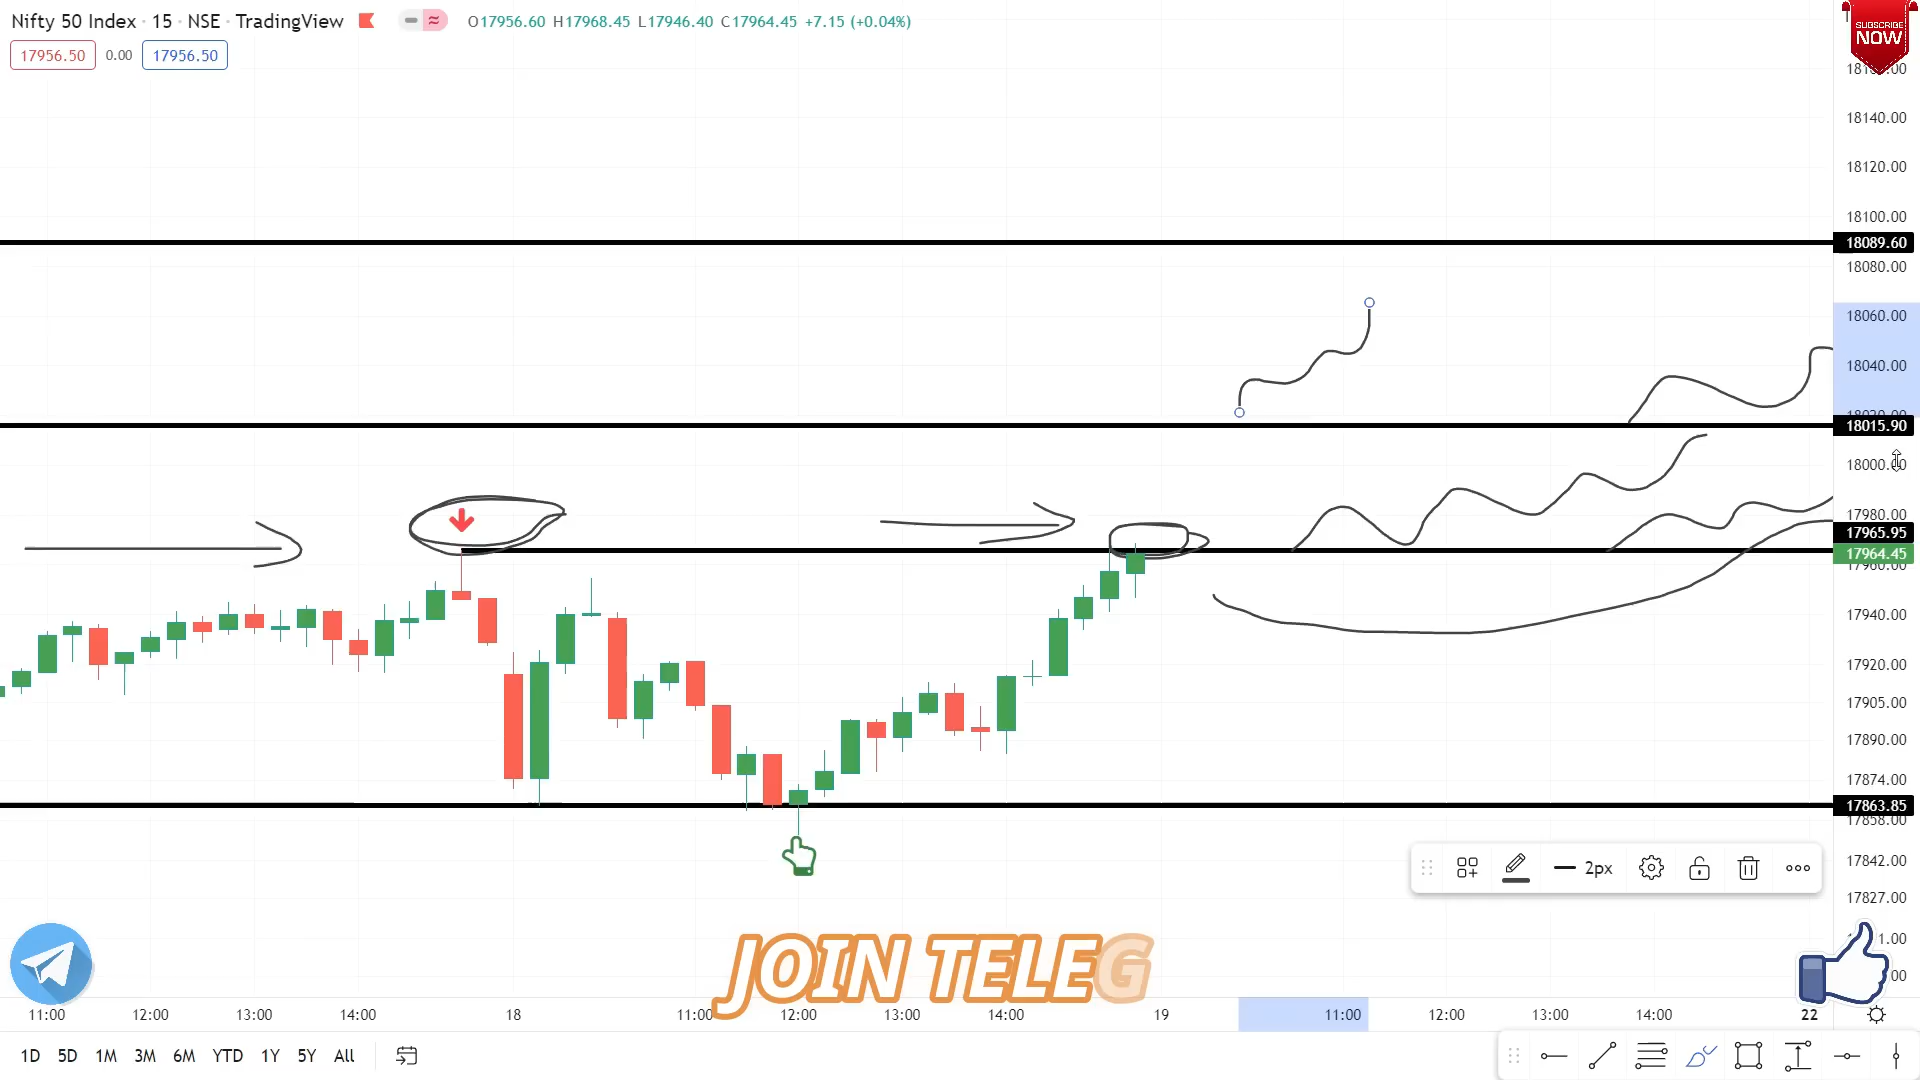 Nifty 50 Index · 15 · NSE · TradingView
O17956.60 H17968.45 L17946.40 C17964.45 +7.15 (+0.04%)
SUBSCRIBE
NOW
17956.50 0.00 17956.50
18140.00
18120.00
18100.00
18089.60
18080.00
18060.00
18040.00
18015.90
18000.00
17980.00
17965.95
17964.45
17960.00
17940.00
17920.00
17905.00
17890.00
17874.00
17863.85
17858.00
17842.00
2px
17827.00
JOIN TELEG
11:00 12:00 13:00 14:00 18 11:00 12:00 13:00 14:00 19 11:00 12:00 13:00 14:00 22
1D 5D 1M 3M 6M YTD 1Y 5Y All